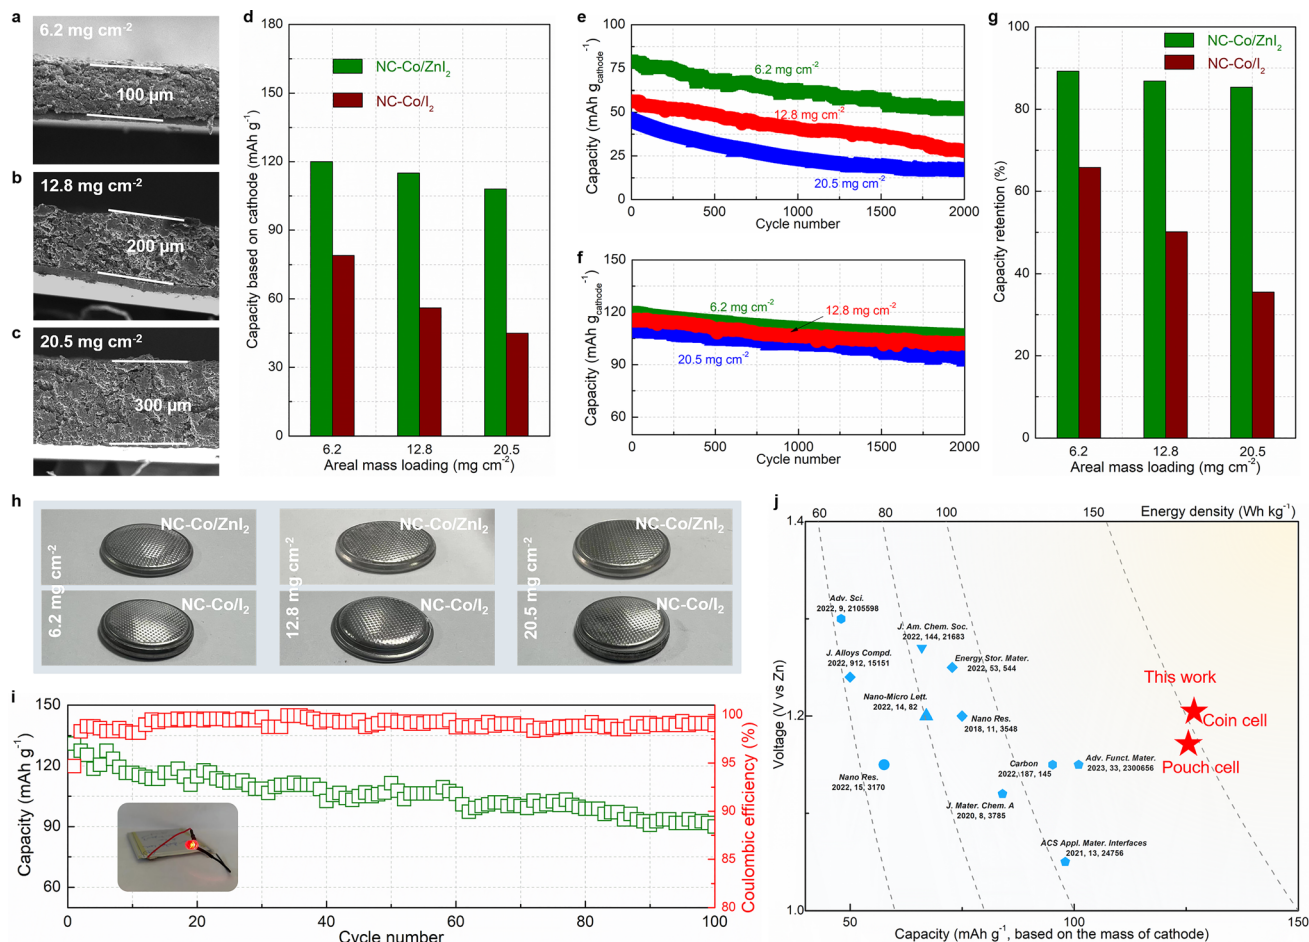 a
6.2 mg cm⁻²
100 µm
b
12.8 mg cm⁻²
200 µm
c
20.5 mg cm⁻²
300 µm
d
180
150
120
90
60
30
0
Capacity based on cathode (mAh g⁻¹)
NC-Co/ZnI₂
NC-Co/I₂
6.2 12.8 20.5
Areal mass loading (mg cm⁻²)
e
100
75
50
25
0
Capacity (mAh g_cathode⁻¹)
6.2 mg cm⁻²
12.8 mg cm⁻²
20.5 mg cm⁻²
0 500 1000 1500 2000
Cycle number
f
150
120
90
60
Capacity (mAh g_cathode⁻¹)
6.2 mg cm⁻²
12.8 mg cm⁻²
20.5 mg cm⁻²
0 500 1000 1500 2000
Cycle number
g
100
80
60
40
20
0
Capacity retention (%)
NC-Co/ZnI₂
NC-Co/I₂
6.2 12.8 20.5
Areal mass loading (mg cm⁻²)
h
6.2 mg cm⁻²
NC-Co/ZnI₂
NC-Co/I₂
12.8 mg cm⁻²
NC-Co/ZnI₂
NC-Co/I₂
20.5 mg cm⁻²
NC-Co/ZnI₂
NC-Co/I₂
i
150
120
90
60
Capacity (mAh g⁻¹)
100
95
90
85
80
Coulombic efficiency (%)
0 20 40 60 80 100
Cycle number
j
60 80 100 150 Energy density (Wh kg⁻¹)
1.4
1.2
1.0
Voltage (V vs Zn)
Adv. Sci.
2022, 9, 2105598
J. Am. Chem. Soc.
2022, 144, 21683
J. Alloys Compd.
2022, 912, 15151
Energy Stor. Mater.
2022, 53, 544
Nano-Micro Lett.
2022, 14, 82
Nano Res.
2018, 11, 3548
This work
Coin cell
Pouch cell
Nano Res.
2022, 15, 3170
Carbon
2022, 187, 145
Adv. Funct. Mater.
2023, 33, 2300656
J. Mater. Chem. A
2020, 8, 3785
ACS Appl. Mater. Interfaces
2021, 13, 24756
50 100 150
Capacity (mAh g⁻¹, based on the mass of cathode)